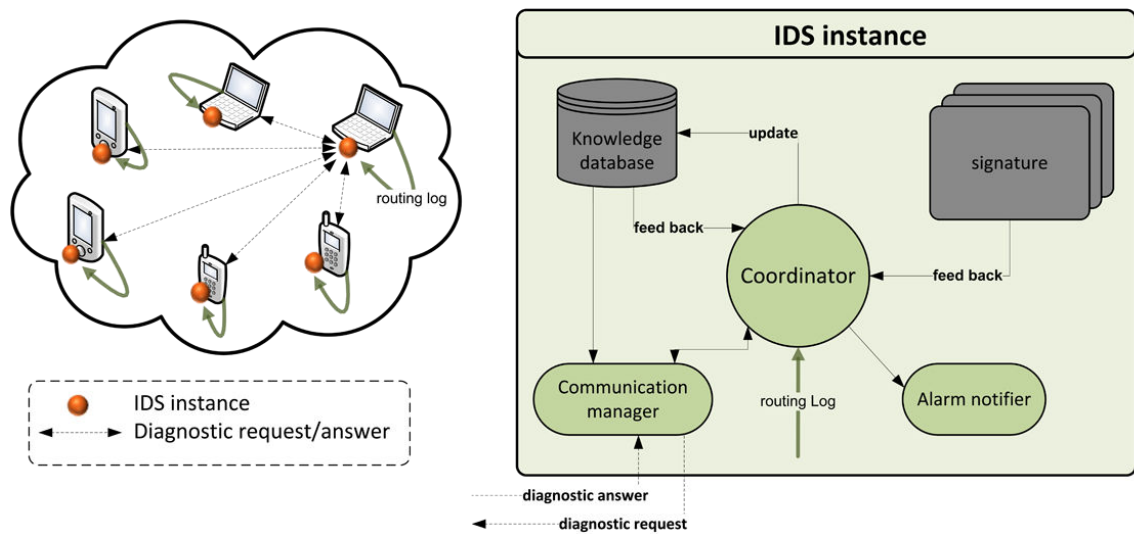 routing log
IDS instance
Diagnostic request/answer
IDS instance
Knowledge
database
update
signature
feed back
Coordinator
feed back
Communication
manager
routing Log
Alarm notifier
diagnostic answer
diagnostic request